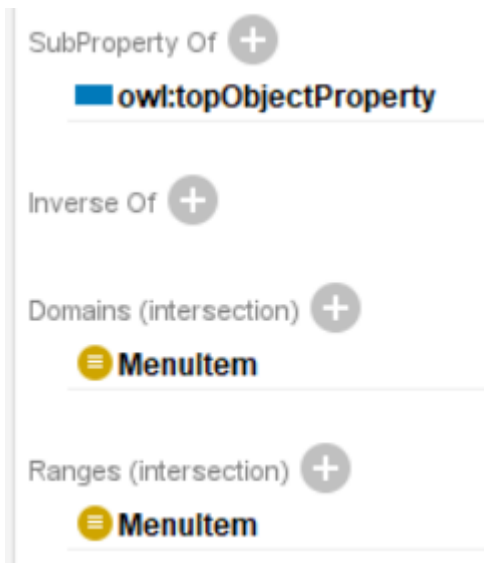 SubProperty Of
owl:topObjectProperty
Inverse Of
Domains (intersection)
MenuItem
Ranges (intersection)
MenuItem